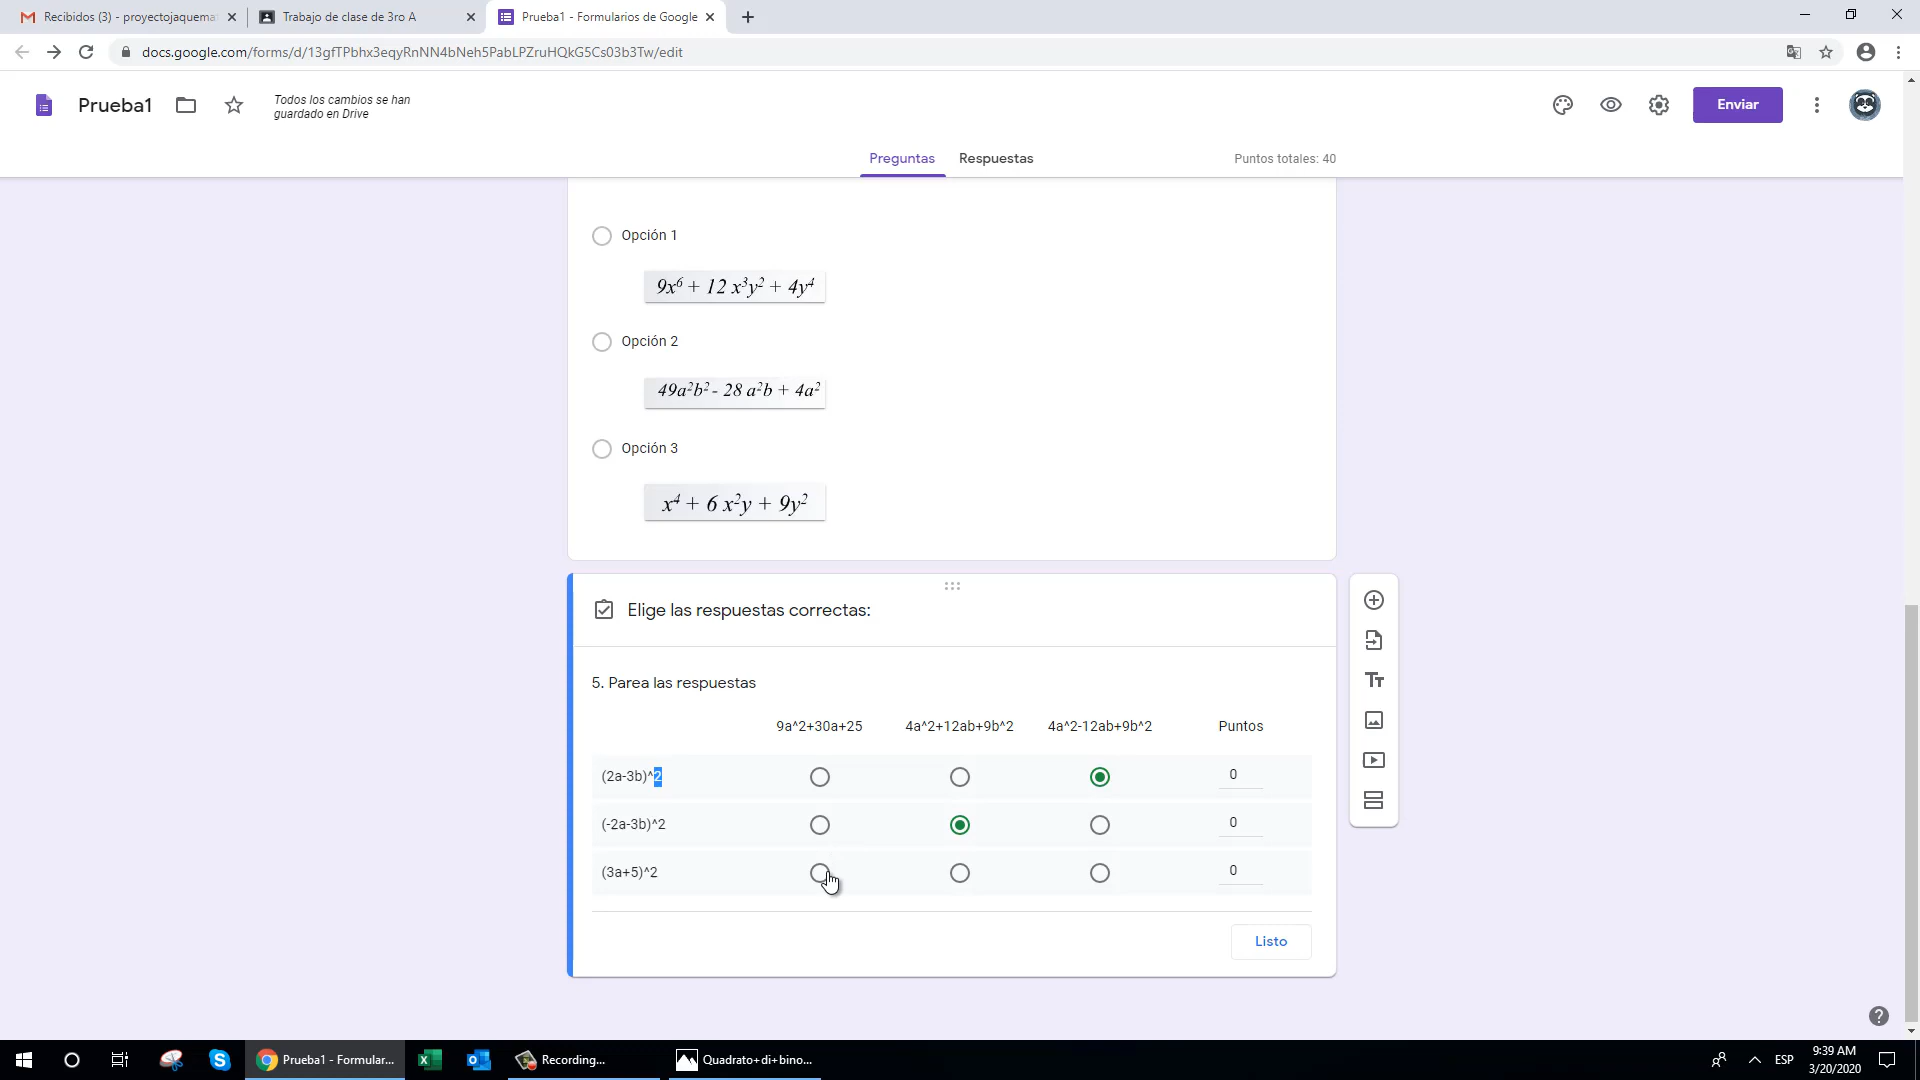 Recibidos (3) - proyectojaquema
Trabajo de clase de 3ro A
Prueba1 - Formularios de Google
docs.google.com/forms/d/13gfTPbhx3eqyRnNN4bNeh5PabLPZruHQkG5Cs03b3Tw/edit
Prueba1
Todos los cambios se han
guardado en Drive
Enviar
Preguntas
Respuestas
Puntos totales: 40
Opción 1
9x⁶ + 12 x³y² + 4y⁴
Opción 2
49a²b² - 28 a²b + 4a²
Opción 3
x⁴ + 6 x²y + 9y²
Elige las respuestas correctas:
5. Parea las respuestas
9a^2+30a+25 4a^2+12ab+9b^2 4a^2-12ab+9b^2 Puntos
(2a-3b)^2 0
(-2a-3b)^2 0
(3a+5)^2 0
Listo
Prueba1 - Formular...
Recording...
Quadrato+di+bino...
ESP
9:39 AM
3/20/2020